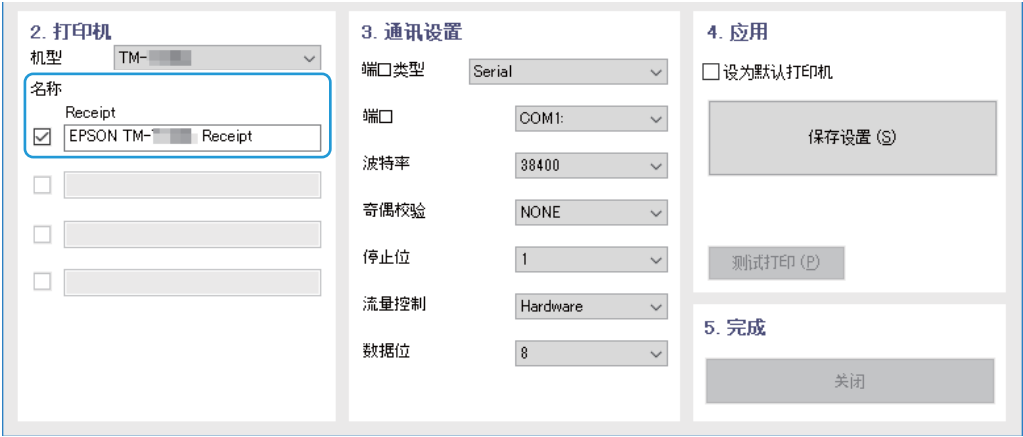 2. 打印机
机型
TM-
名称
Receipt
EPSON TM- Receipt
3. 通讯设置
端口类型
Serial
端口
COM1:
波特率
38400
奇偶校验
NONE
停止位
1
流量控制
Hardware
数据位
8
4. 应用
设为默认打印机
保存设置 (S)
测试打印 (P)
5. 完成
关闭